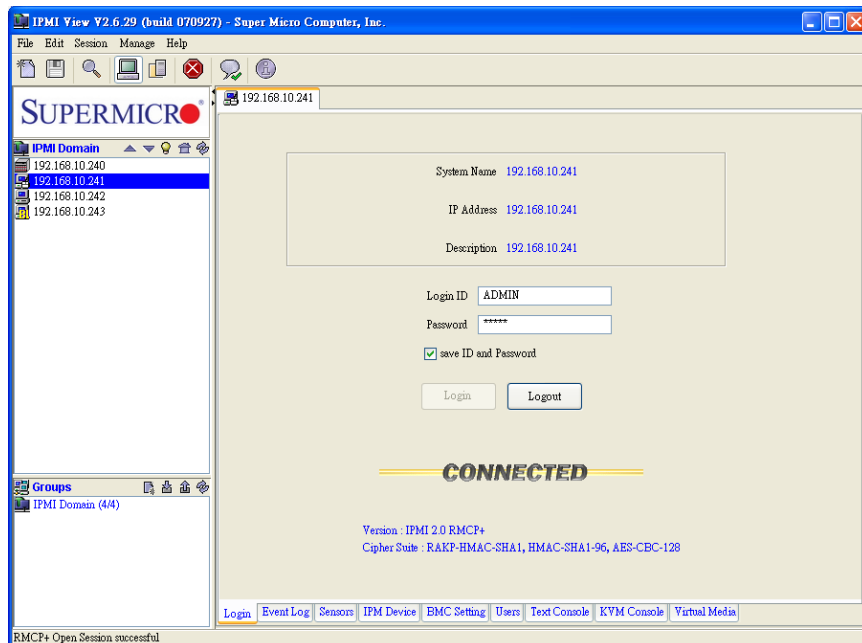 IPMI View V2.6.29 (build 070927) - Super Micro Computer, Inc.
File Edit Session Manage Help
SUPERMICRO
IPMI Domain
192.168.10.240
192.168.10.241
192.168.10.242
192.168.10.243
Groups
IPMI Domain (4/4)
192.168.10.241
System Name 192.168.10.241
IP Address 192.168.10.241
Description 192.168.10.241
Login ID ADMIN
Password *****
save ID and Password
Login Logout
CONNECTED
Version : IPMI 2.0 RMCP+
Cipher Suite : RAKP-HMAC-SHA1, HMAC-SHA1-96, AES-CBC-128
Login Event Log Sensors IPM Device BMC Setting Users Text Console KVM Console Virtual Media
RMCP+ Open Session successful